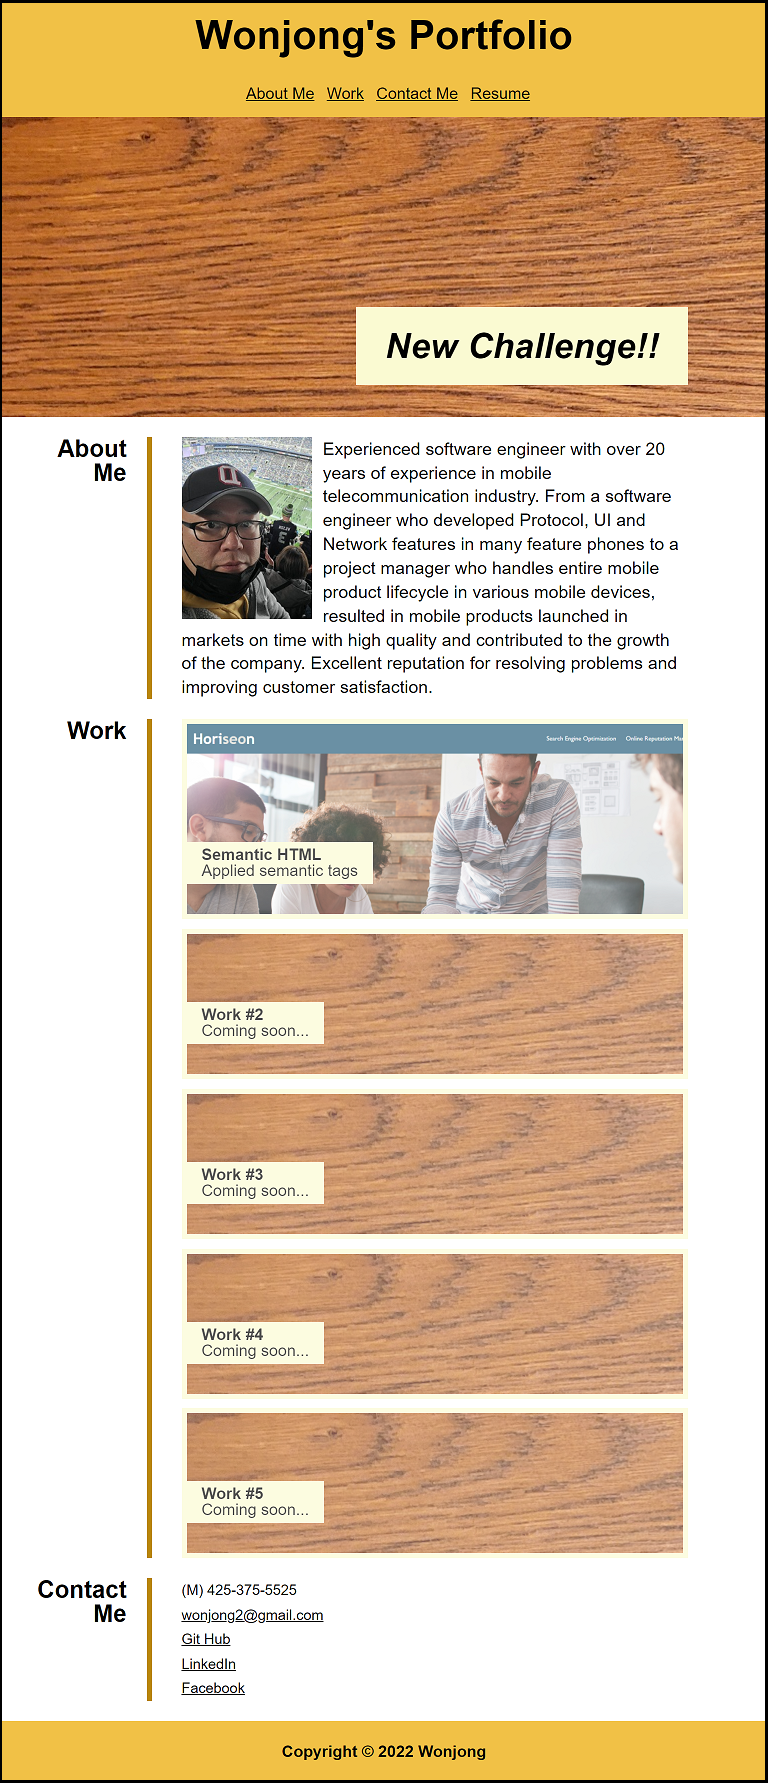 Wonjong's Portfolio
About Me Work Contact Me Resume
New Challenge!!
About
Me
Experienced software engineer with over 20
years of experience in mobile
telecommunication industry. From a software
engineer who developed Protocol, UI and
Network features in many feature phones to a
project manager who handles entire mobile
product lifecycle in various mobile devices,
resulted in mobile products launched in
markets on time with high quality and contributed to the growth
of the company. Excellent reputation for resolving problems and
improving customer satisfaction.
Work
Horiseon Search Engine Optimization Online Reputation
Semantic HTML
Applied semantic tags
Work #2
Coming soon...
Work #3
Coming soon...
Work #4
Coming soon...
Work #5
Coming soon...
Contact
Me
(M) 425-375-5525
wonjong2@gmail.com
Git Hub
LinkedIn
Facebook
Copyright © 2022 Wonjong